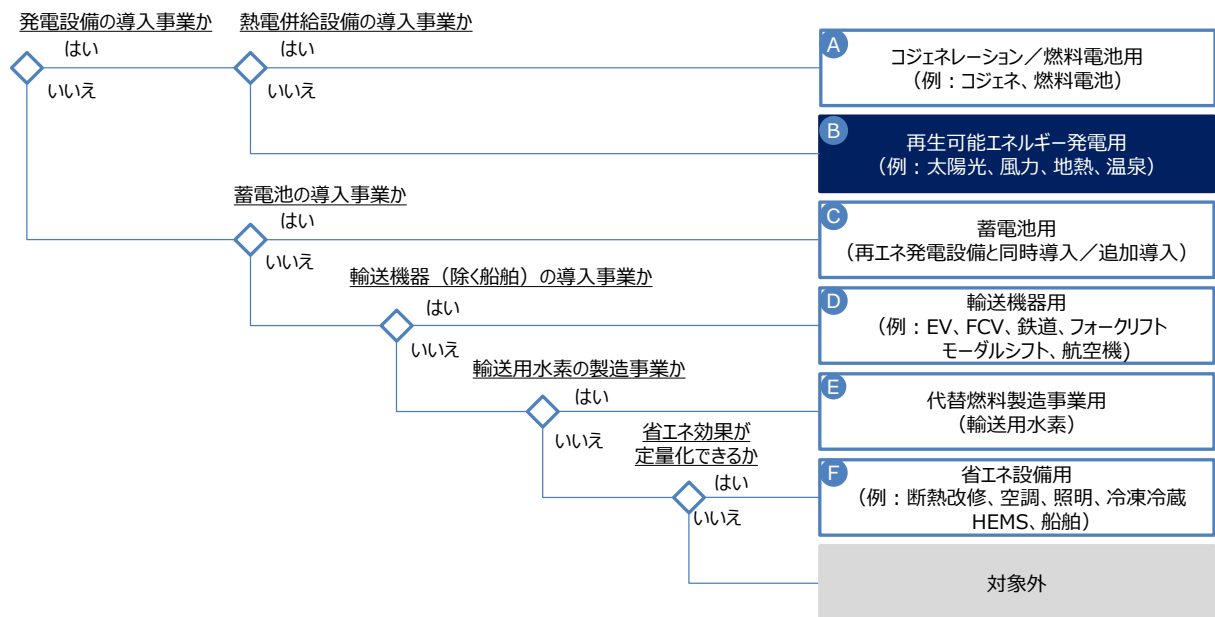 発電設備の導入事業か
熱電併給設備の導入事業か
はい
はい
いいえ
いいえ
A
コジェネレーション／燃料電池用
（例：コジェネ、燃料電池）
B
再生可能エネルギー発電用
（例：太陽光、風力、地熱、温泉）
蓄電池の導入事業か
はい
いいえ
C
蓄電池用
（再エネ発電設備と同時導入／追加導入）
輸送機器（除く船舶）の導入事業か
はい
いいえ
D
輸送機器用
（例：EV、FCV、鉄道、フォークリフト
モーダルシフト、航空機)
輸送用水素の製造事業か
はい
いいえ
E
代替燃料製造事業用
（輸送用水素）
省エネ効果が
定量化できるか
はい
いいえ
F
省エネ設備用
（例：断熱改修、空調、照明、冷凍冷蔵
HEMS、船舶）
対象外